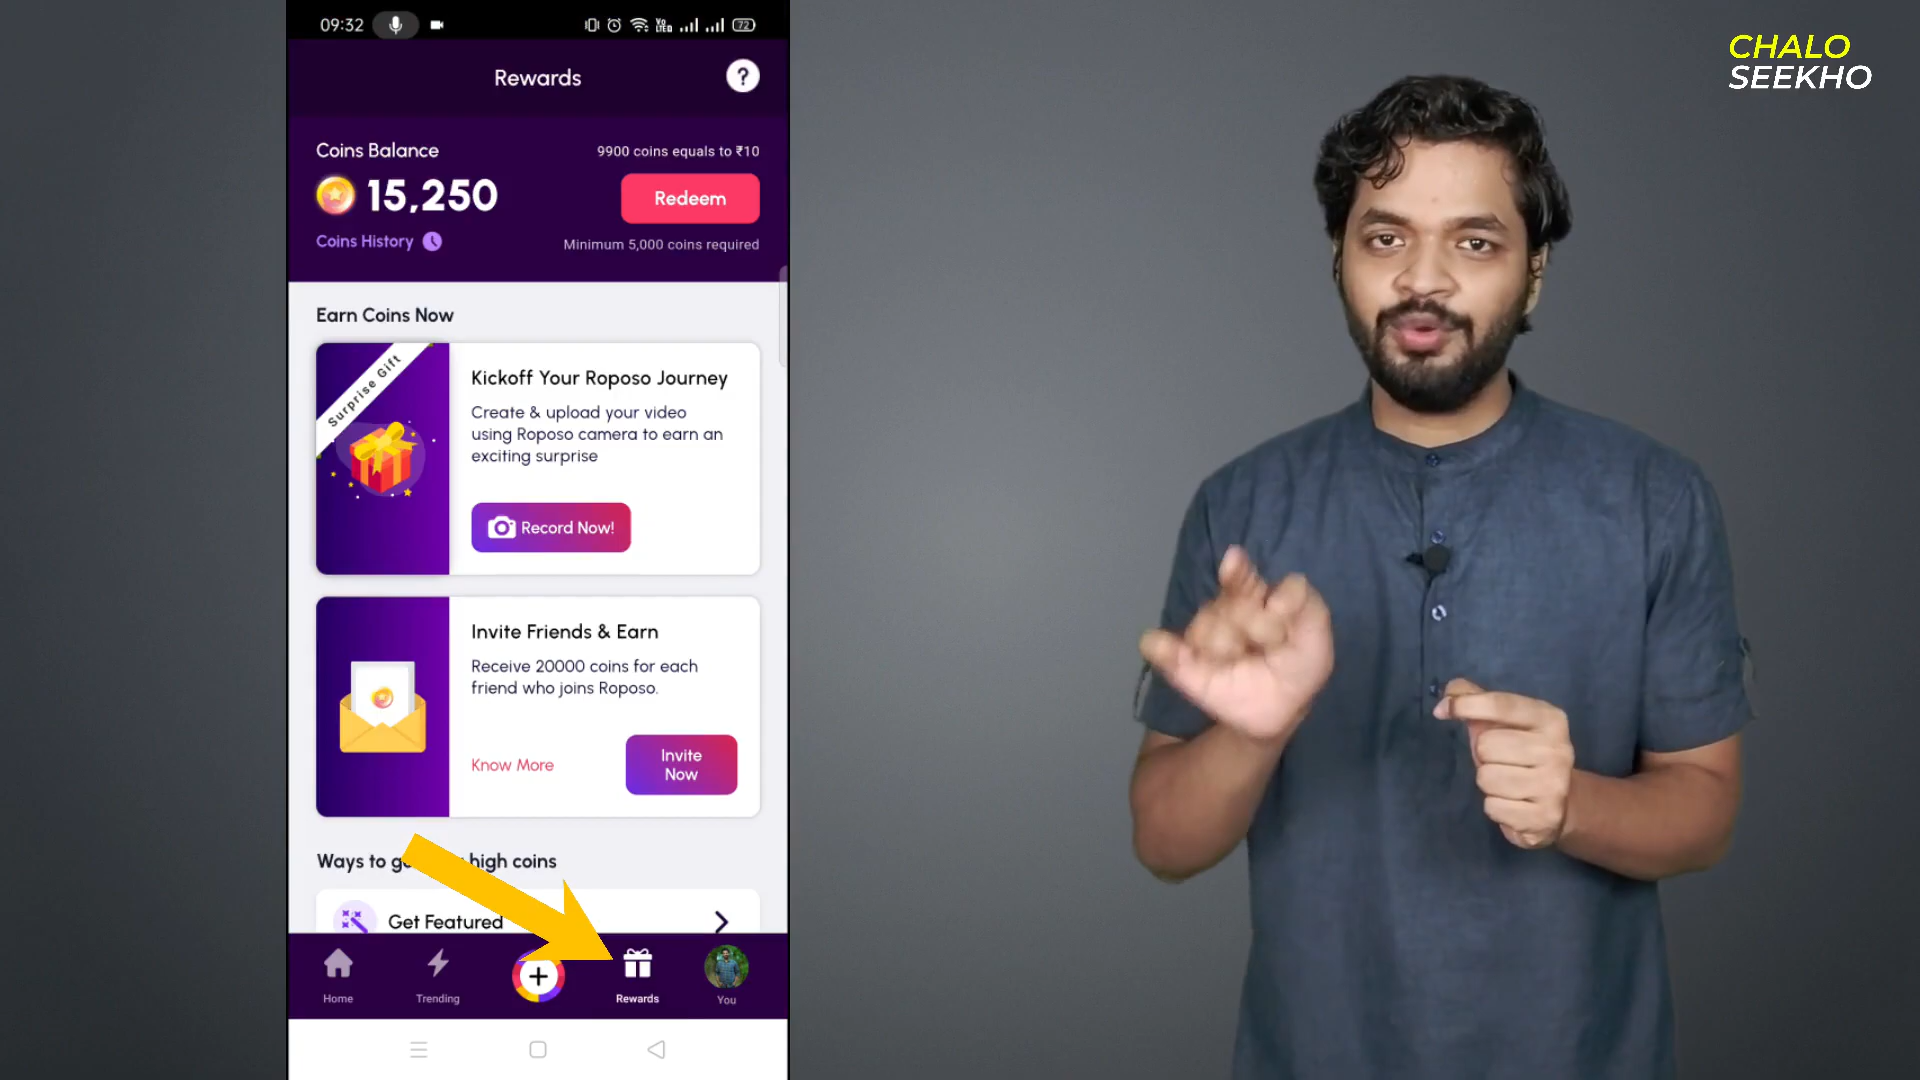 09:32
VO
LTE
72
CHALO
SEEKHO
Rewards
?
Coins Balance
9900 coins equals to ₹10
15,250
Redeem
Coins History
Minimum 5,000 coins required
Earn Coins Now
Surprise Gift
Kickoff Your Roposo Journey
Create & upload your video
using Roposo camera to earn an
exciting surprise
Record Now!
Invite Friends & Earn
Receive 20000 coins for each
friend who joins Roposo.
Know More
Invite
Now
Ways to
high coins
Get Featured
Home
Trending
Rewards
You